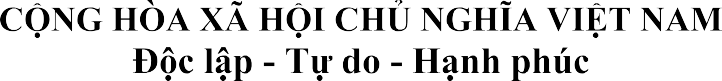 CỘNG HÒA XÃ HỘI CHỦ NGHĨA VIỆT NAM
Độc lập - Tự do - Hạnh phúc